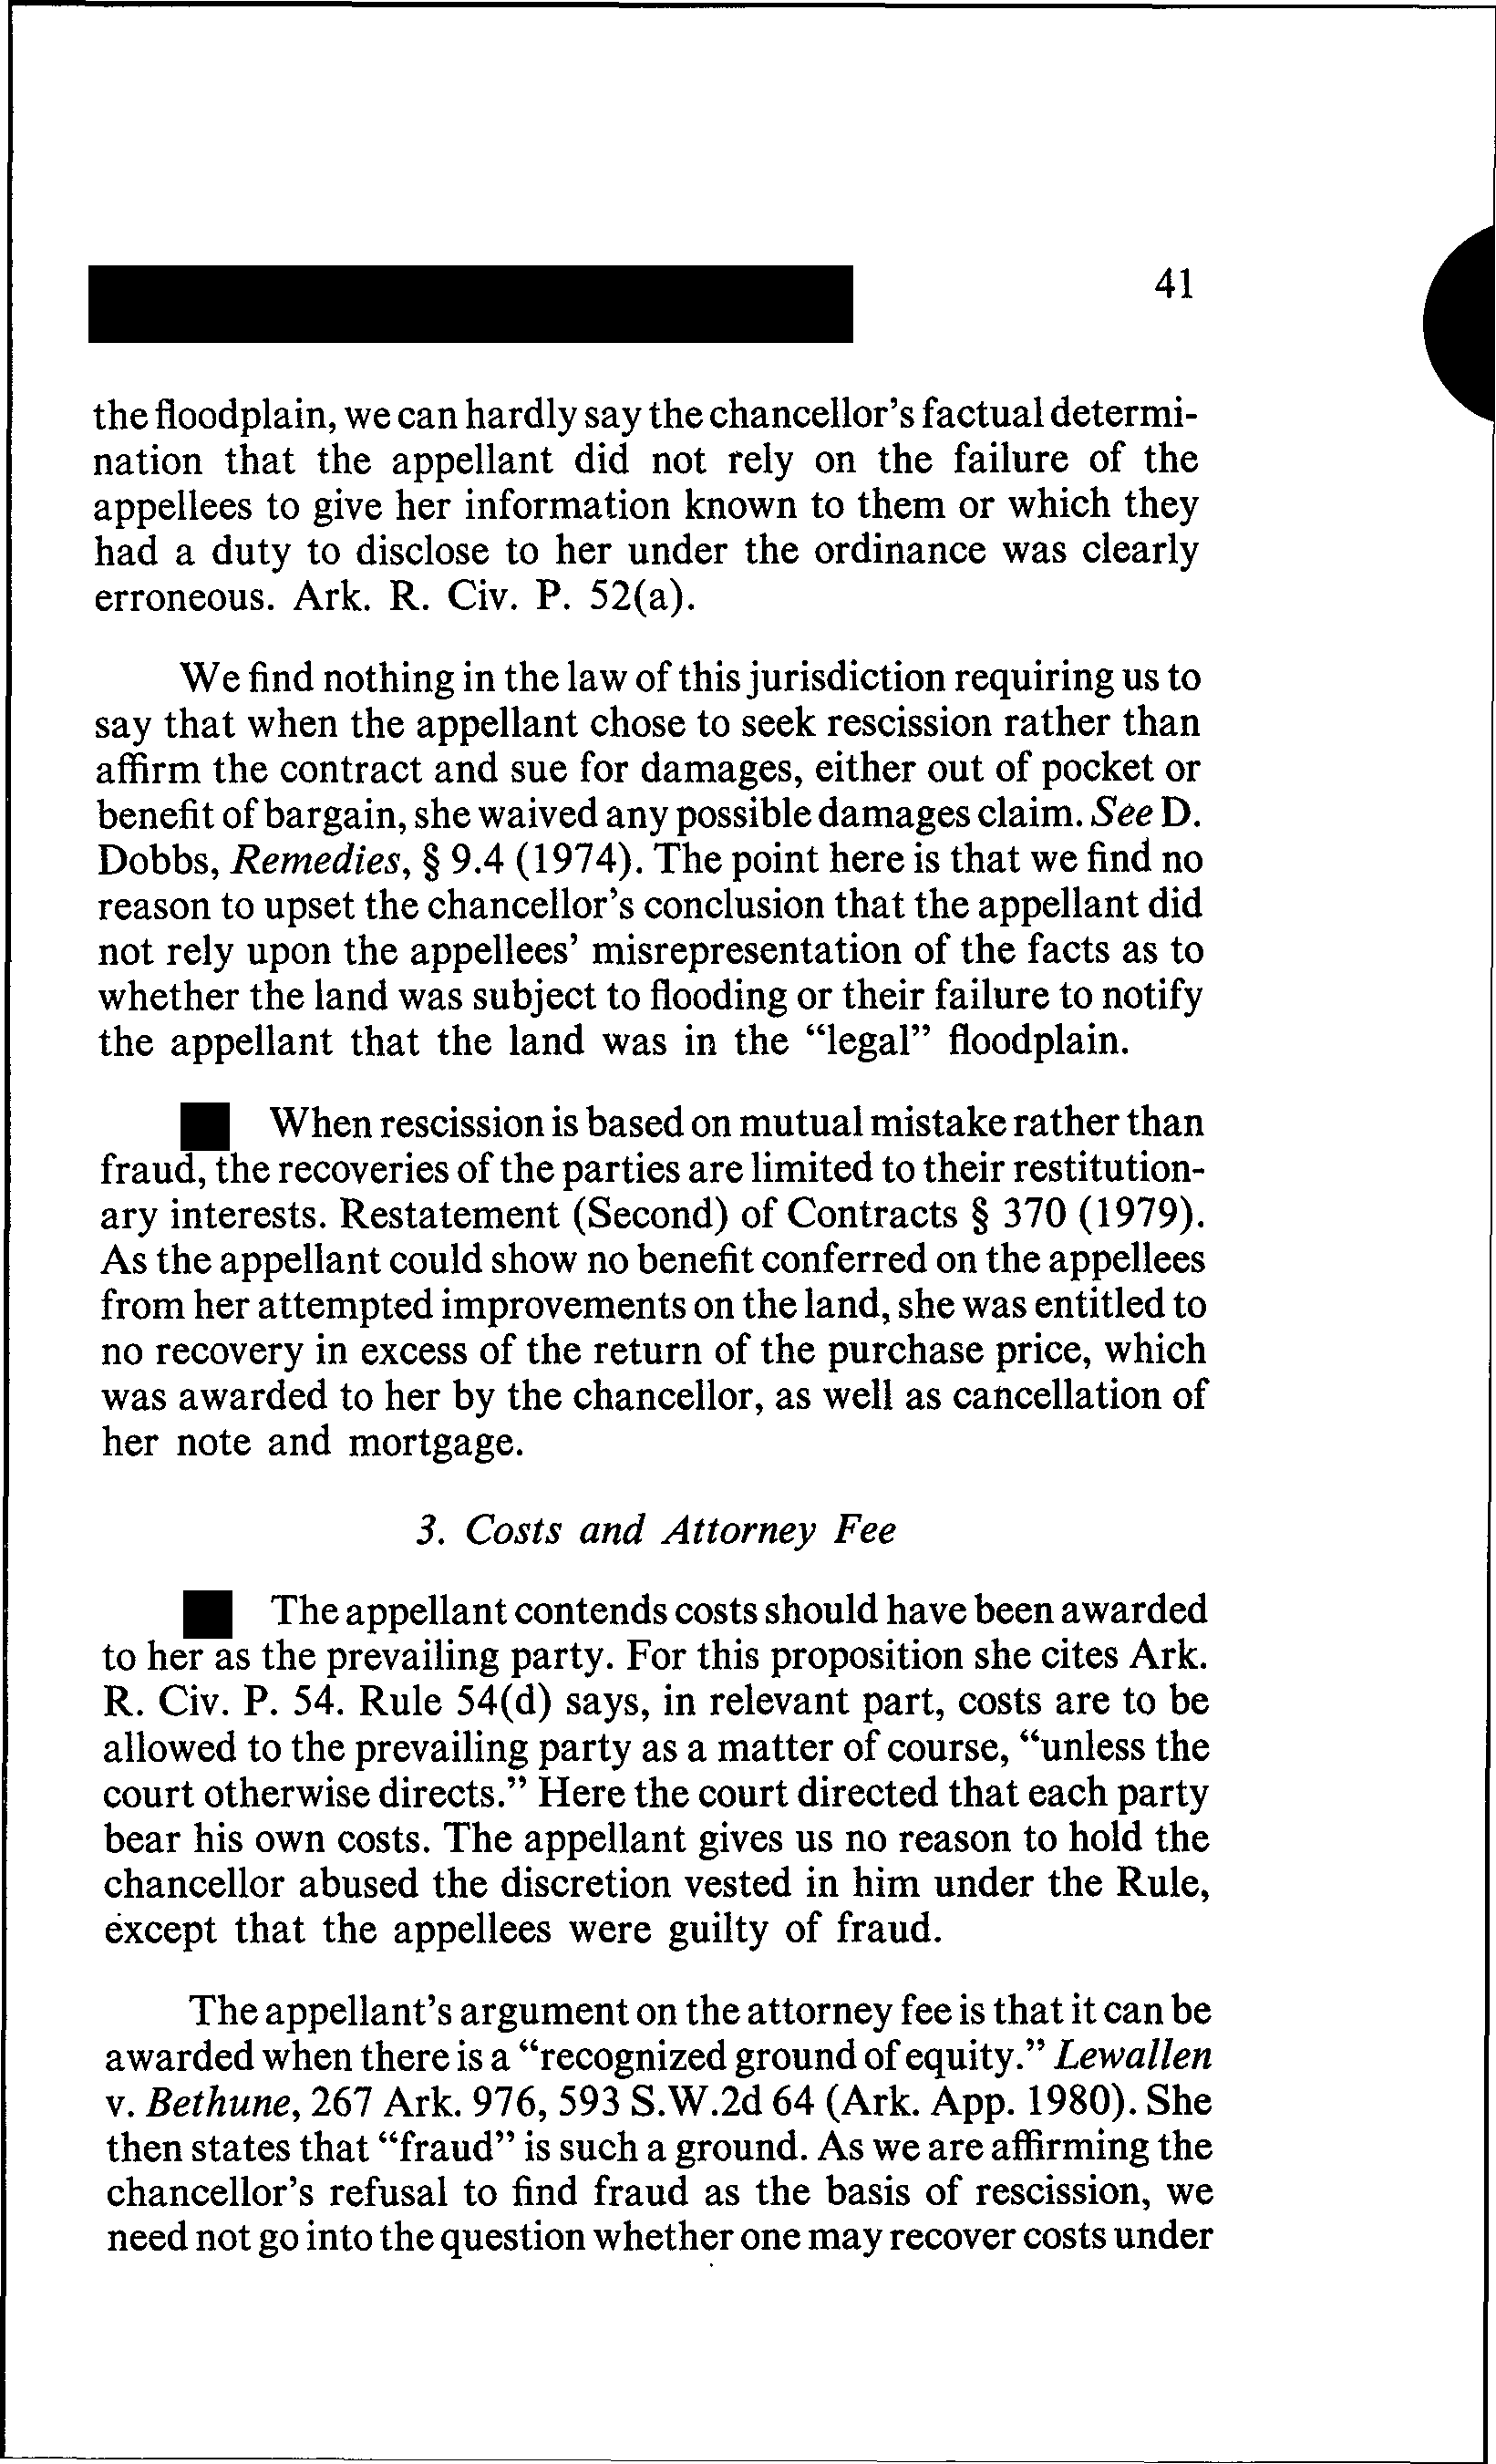 41
the floodplain, we can hardly say the chancellor's factual determi-
nation that the appellant did not rely on the failure of the
appellees to give her information known to them or which they
had a duty to disclose to her under the ordinance was clearly
erroneous. Ark. R. Civ. P. 52(a).
We find nothing in the law of this jurisdiction requiring us to
say that when the appellant chose to seek rescission rather than
affirm the contract and sue for damages, either out of pocket or
benefit of bargain, she waived any possible damages claim. See D.
Dobbs, Remedies, § 9.4 (1974). The point here is that we find no
reason to upset the chancellor's conclusion that the appellant did
not rely upon the appellees' misrepresentation of the facts as to
whether the land was subject to flooding or their failure to notify
the appellant that the land was in the “legal” floodplain.
When rescission is based on mutual mistake rather than
fraud, the recoveries of the parties are limited to their restitution-
ary interests. Restatement (Second) of Contracts § 370 (1979).
As the appellant could show no benefit conferred on the appellees
from her attempted improvements on the land, she was entitled to
no recovery in excess of the return of the purchase price, which
was awarded to her by the chancellor, as well as cancellation of
her note and mortgage.
3. Costs and Attorney Fee
The appellant contends costs should have been awarded
to her as the prevailing party. For this proposition she cites Ark.
R. Civ. P. 54. Rule 54(d) says, in relevant part, costs are to be
allowed to the prevailing party as a matter of course, “unless the
court otherwise directs.” Here the court directed that each party
bear his own costs. The appellant gives us no reason to hold the
chancellor abused the discretion vested in him under the Rule,
except that the appellees were guilty of fraud.
The appellant's argument on the attorney fee is that it can be
awarded when there is a “recognized ground of equity.” Lewallen
v. Bethune, 267 Ark. 976, 593 S.W.2d 64 (Ark. App. 1980). She
then states that “fraud” is such a ground. As we are affirming the
chancellor's refusal to find fraud as the basis of rescission, we
need not go into the question whether one may recover costs under